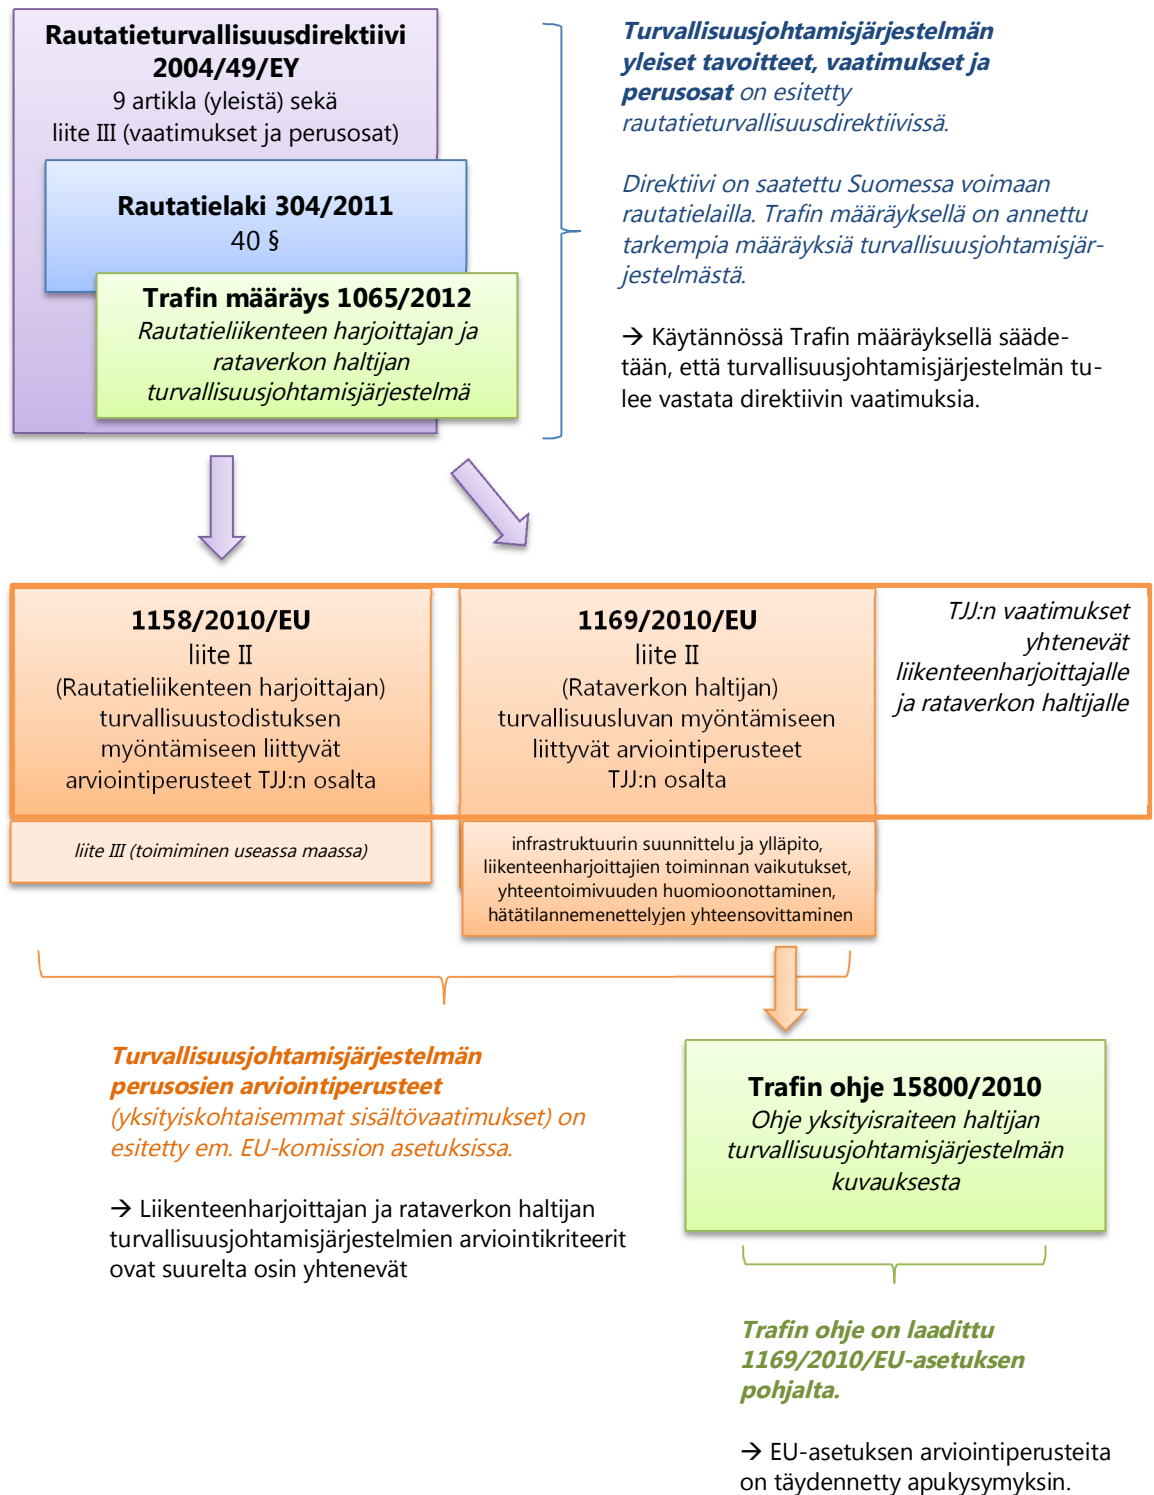 Rautatieturvallisuusdirektiivi
2004/49/EY
9 artikla (yleistä) sekä
liite III (vaatimukset ja perusosat)
Rautatielaki 304/2011
40 §
Trafin määräys 1065/2012
Rautatieliikenteen harjoittajan ja
rataverkon haltijan
turvallisuusjohtamisjärjestelmä
Turvallisuusjohtamisjärjestelmän
yleiset tavoitteet, vaatimukset ja
perusosat on esitetty
rautatieturvallisuusdirektiivissä.
Direktiivi on saatettu Suomessa voimaan
rautatielailla. Trafin määräyksellä on annettu
tarkempia määräyksiä turvallisuusjohtamisjär-
jestelmästä.
→ Käytännössä Trafin määräyksellä sääde-
tään, että turvallisuusjohtamisjärjestelmän tu-
lee vastata direktiivin vaatimuksia.
1158/2010/EU
liite II
(Rautatieliikenteen harjoittajan)
turvallisuustodistuksen
myöntämiseen liittyvät
arviointiperusteet TJJ:n osalta
1169/2010/EU
liite II
(Rataverkon haltijan)
turvallisuusluvan myöntämiseen
liittyvät arviointiperusteet
TJJ:n osalta
TJJ:n vaatimukset
yhtenevät
liikenteenharjoittajalle
ja rataverkon haltijalle
liite III (toimiminen useassa maassa)
infrastruktuurin suunnittelu ja ylläpito,
liikenteenharjoittajien toiminnan vaikutukset,
yhteentoimivuuden huomioonottaminen,
hätätilannemenettelyjen yhteensovittaminen
Turvallisuusjohtamisjärjestelmän
perusosien arviointiperusteet
(yksityiskohtaisemmat sisältövaatimukset) on
esitetty em. EU-komission asetuksissa.
→ Liikenteenharjoittajan ja rataverkon haltijan
turvallisuusjohtamisjärjestelmien arviointikriteerit
ovat suurelta osin yhtenevät
Trafin ohje 15800/2010
Ohje yksityisraiteen haltijan
turvallisuusjohtamisjärjestelmän
kuvauksesta
Trafin ohje on laadittu
1169/2010/EU-asetuksen
pohjalta.
→ EU-asetuksen arviointiperusteita
on täydennetty apukysymyksin.